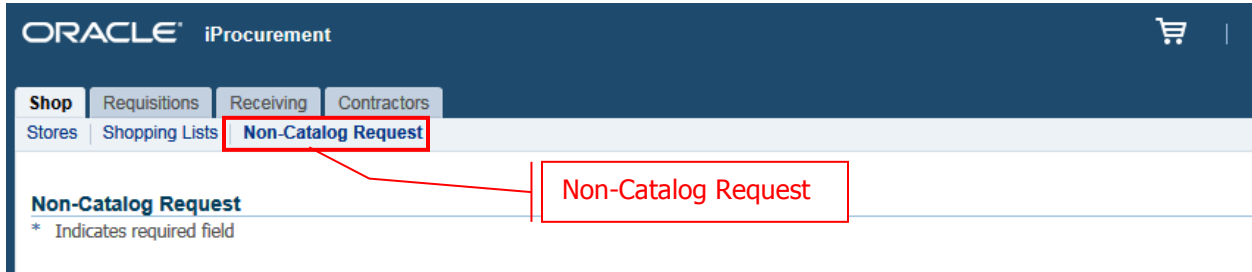 ORACLE® iProcurement
Shop Requisitions Receiving Contractors
Stores | Shopping Lists | Non-Catalog Request
Non-Catalog Request
Non-Catalog Request
* Indicates required field